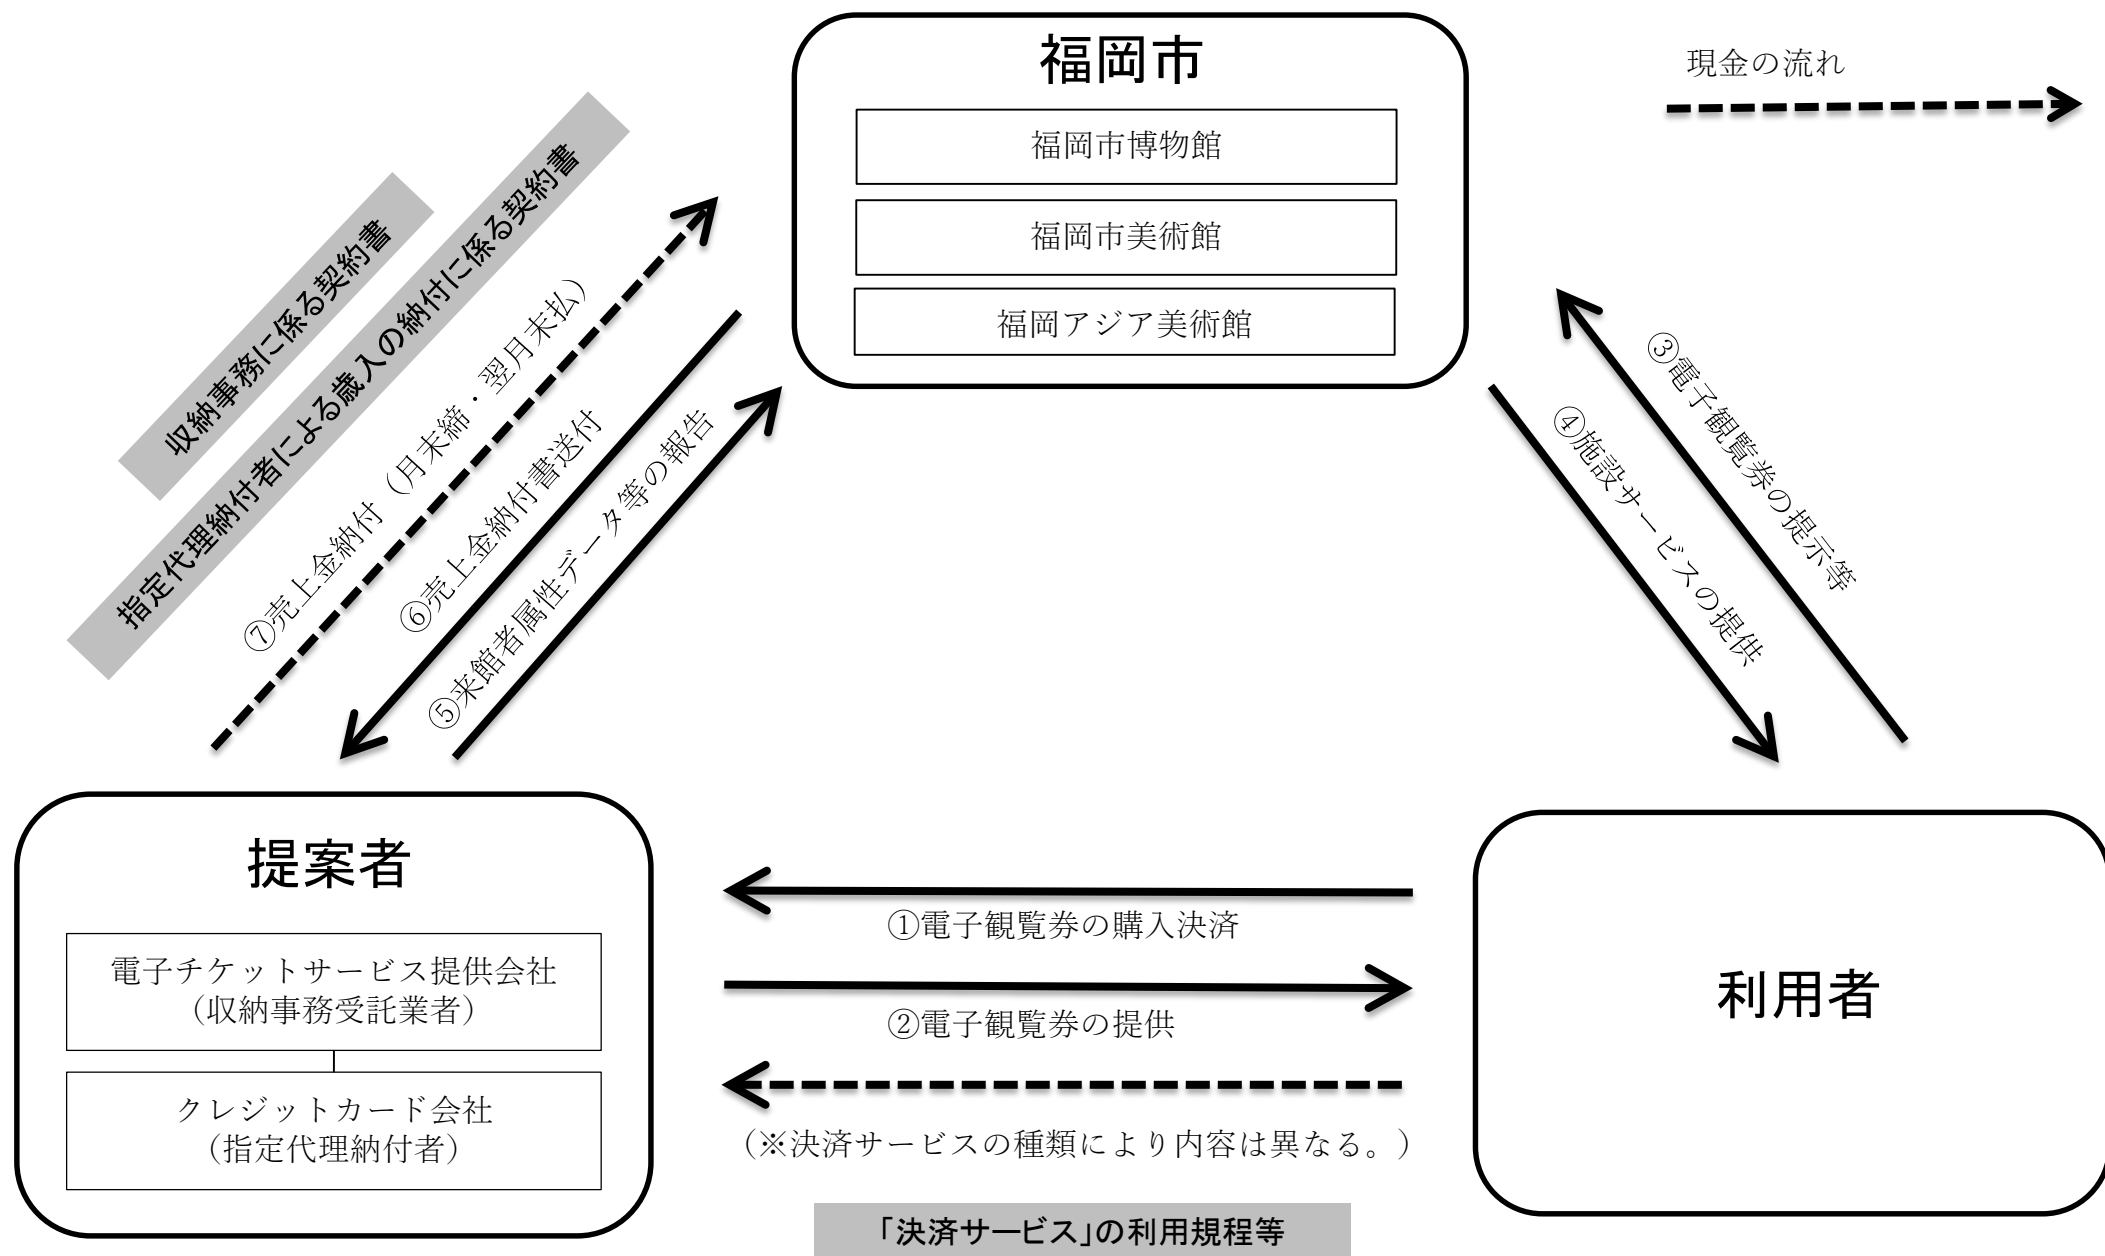 福岡市
福岡市博物館
福岡市美術館
福岡アジア美術館
現金の流れ
収納事務に係る契約書
指定代理納付者による歳入の納付に係る契約書
⑦売上金納付（月末締・翌月末払）
⑥売上金納付書送付
⑤来館者属性データ等の報告
③電子観覧券の提示等
④施設サービスの提供
提案者
電子チケットサービス提供会社
（収納事務受託業者）
クレジットカード会社
（指定代理納付者）
①電子観覧券の購入決済
②電子観覧券の提供
（※決済サービスの種類により内容は異なる。）
「決済サービス」の利用規程等
利用者